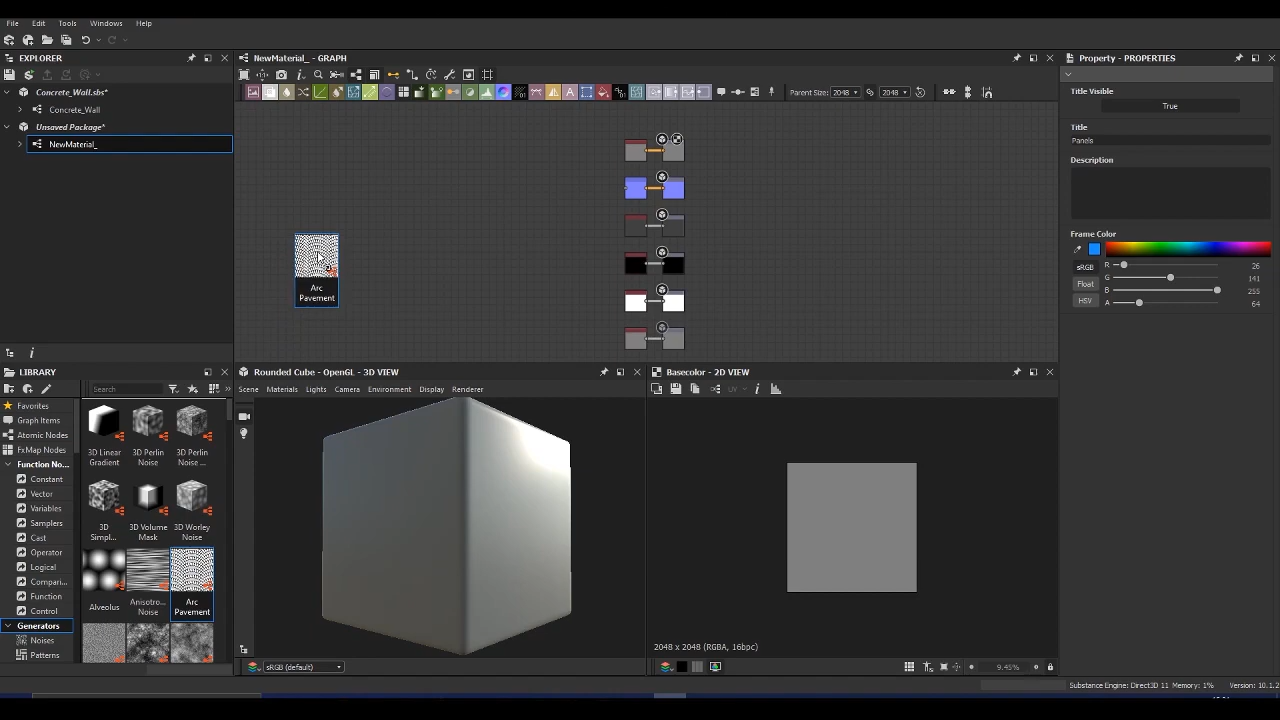 File Edit Tools Windows Help
EXPLORER
Concrete_Wall.sbs*
Concrete_Wall
Unsaved Package*
NewMaterial_
NewMaterial_ - GRAPH
Parent Size: 2048 2048
Arc
Pavement
Property - PROPERTIES
Title Visible
True
Title
Panels
Description
Frame Color
sRGB R 26
Float G 141
B 255
HSV A 64
LIBRARY
Search
Favorites
Graph Items
Atomic Nodes
FxMap Nodes
Function No...
Constant
Vector
Variables
Samplers
Cast
Operator
Logical
Compari...
Function
Control
Generators
Noises
Patterns
3D Linear
Gradient
3D Perlin
Noise
3D Perlin
Noise ...
3D
Simpl...
3D Volume
Mask
3D Worley
Noise
Alveolus
Anisotro...
Noise
Arc
Pavement
Rounded Cube - OpenGL - 3D VIEW
Scene Materials Lights Camera Environment Display Renderer
sRGB (default)
Basecolor - 2D VIEW
UV
2048 x 2048 (RGBA, 16bpc)
9.45%
Substance Engine: Direct3D 11 Memory: 1% Version: 10.1.2